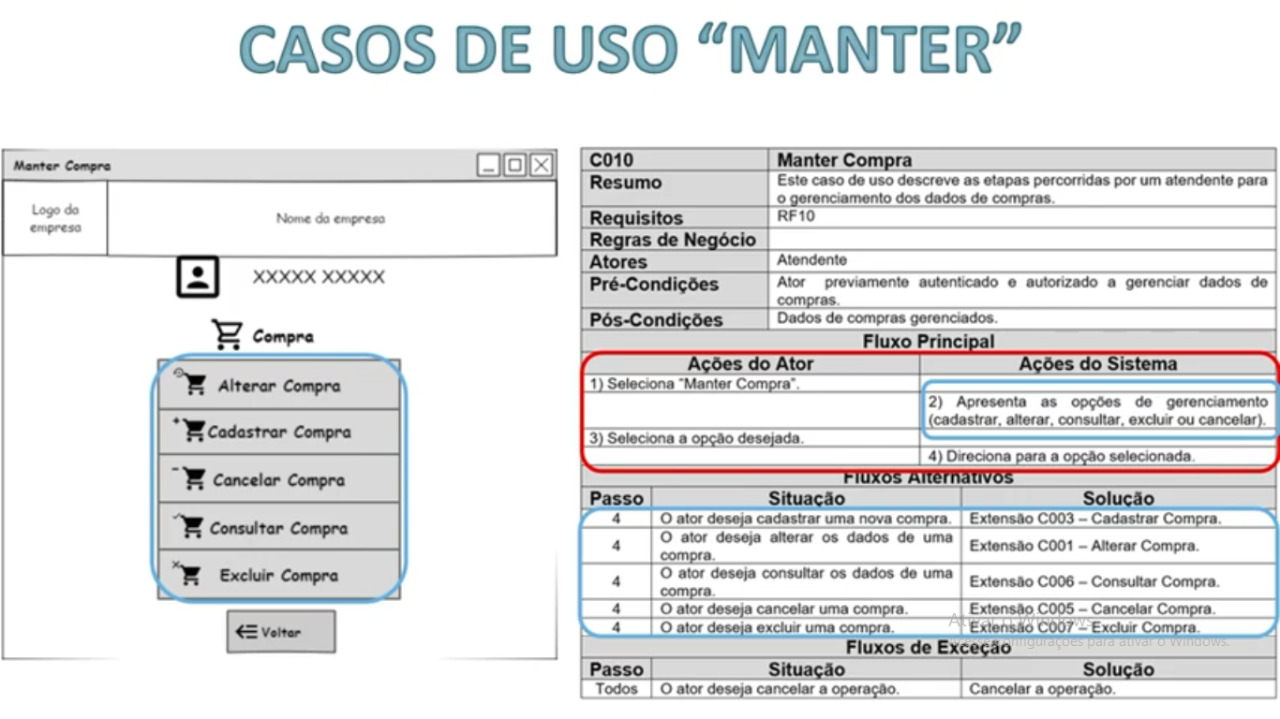 CASOS DE USO “MANTER”
Manter Compra
Logo da
empresa
Nome da empresa
XXXXX XXXXX
Compra
Alterar Compra
Cadastrar Compra
Cancelar Compra
Consultar Compra
Excluir Compra
Voltar
C010 Manter Compra
Resumo Este caso de uso descreve as etapas percorridas por um atendente para
o gerenciamento dos dados de compras.
Requisitos RF10
Regras de Negócio
Atores Atendente
Pré-Condições Ator previamente autenticado e autorizado a gerenciar dados de
compras.
Pós-Condições Dados de compras gerenciados.
Fluxo Principal
Ações do Ator Ações do Sistema
1) Seleciona “Manter Compra”.
2) Apresenta as opções de gerenciamento
(cadastrar, alterar, consultar, excluir ou cancelar).
3) Seleciona a opção desejada.
4) Direciona para a opção selecionada.
Fluxos Alternativos
Passo Situação Solução
4 O ator deseja cadastrar uma nova compra. Extensão C003 – Cadastrar Compra.
4 O ator deseja alterar os dados de uma
compra. Extensão C001 – Alterar Compra.
4 O ator deseja consultar os dados de uma
compra. Extensão C006 – Consultar Compra.
4 O ator deseja cancelar uma compra. Extensão C005 – Cancelar Compra.
4 O ator deseja excluir uma compra. Extensão C007 – Excluir Compra.
Ativar o Windows
configurações para ativar o Windows.
Fluxos de Exceção
Passo Situação Solução
Todos O ator deseja cancelar a operação. Cancelar a operação.